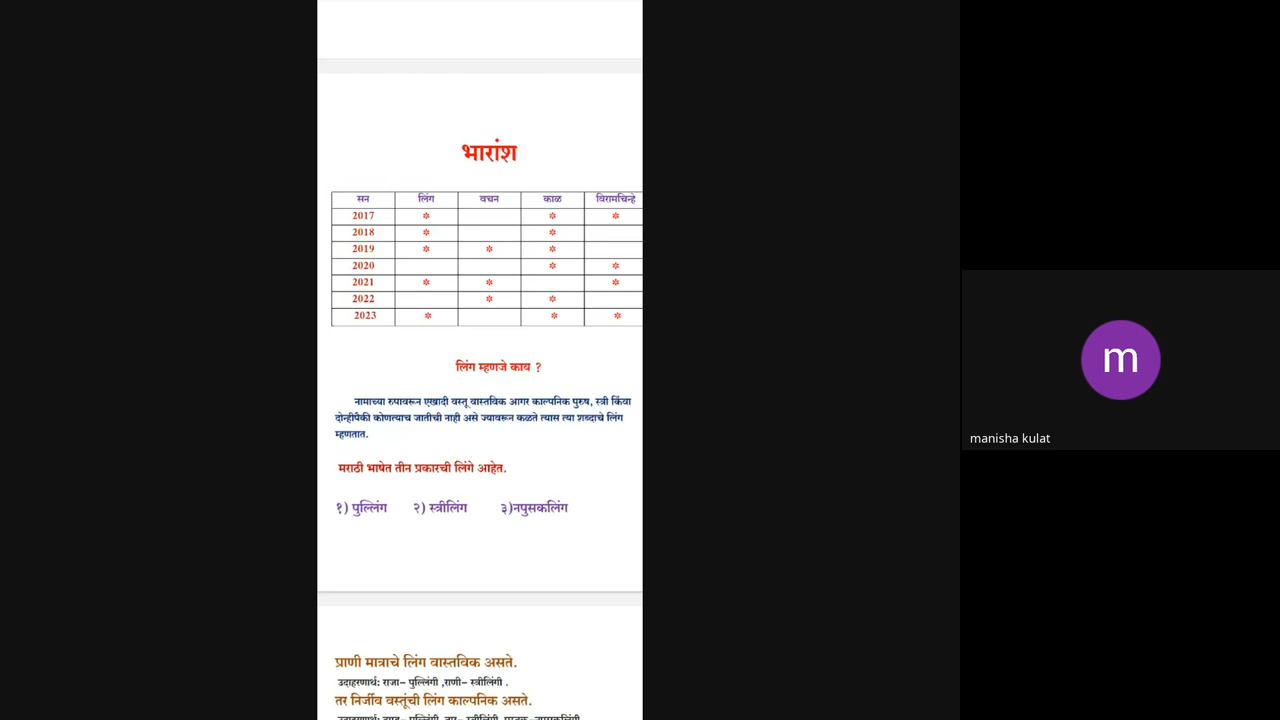 भारांश
सन लिंग वचन काळ विरामचिन्हे
2017 * * *
2018 * *
2019 * * *
2020 * *
2021 * * *
2022 * *
2023 * * *
लिंग म्हणजे काय ?
नामाच्या रुपावरून एखादी वस्तू वास्तविक आगर काल्पनिक पुरुष, स्त्री किंवा
दोन्हीपैकी कोणत्याच जातीची नाही असे ज्यावरून कळते त्यास त्या शब्दाचे लिंग
म्हणतात.
मराठी भाषेत तीन प्रकारची लिंगे आहेत.
१) पुल्लिंग २) स्त्रीलिंग ३)नपुसकलिंग
प्राणी मात्राचे लिंग वास्तविक असते.
उदाहरणार्थ: राजा– पुल्लिंगी ,राणी– स्त्रीलिंगी .
तर निर्जीव वस्तूंची लिंग काल्पनिक असते.
m
manisha kulat